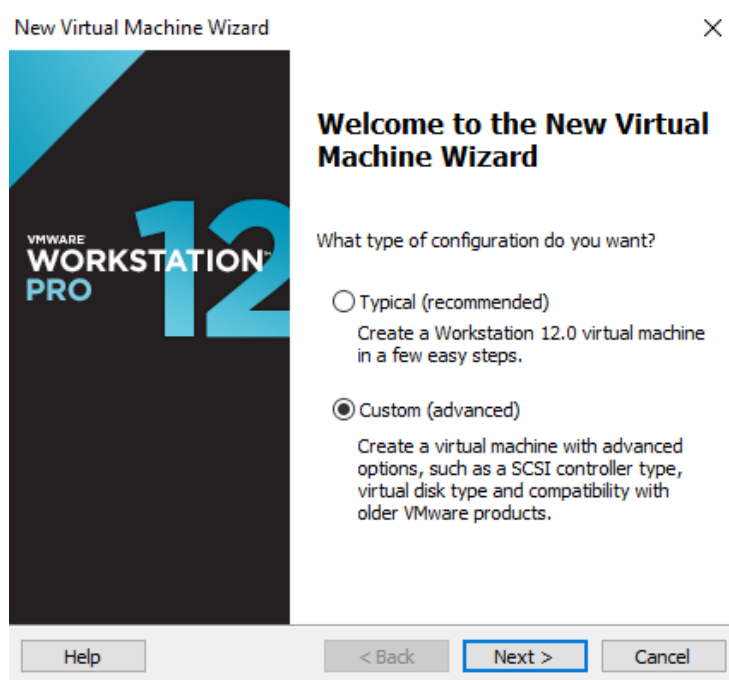 New Virtual Machine Wizard
VMWARE
WORKSTATION™
PRO
12
Welcome to the New Virtual
Machine Wizard
What type of configuration do you want?
Typical (recommended)
Create a Workstation 12.0 virtual machine
in a few easy steps.
Custom (advanced)
Create a virtual machine with advanced
options, such as a SCSI controller type,
virtual disk type and compatibility with
older VMware products.
Help
< Back
Next >
Cancel